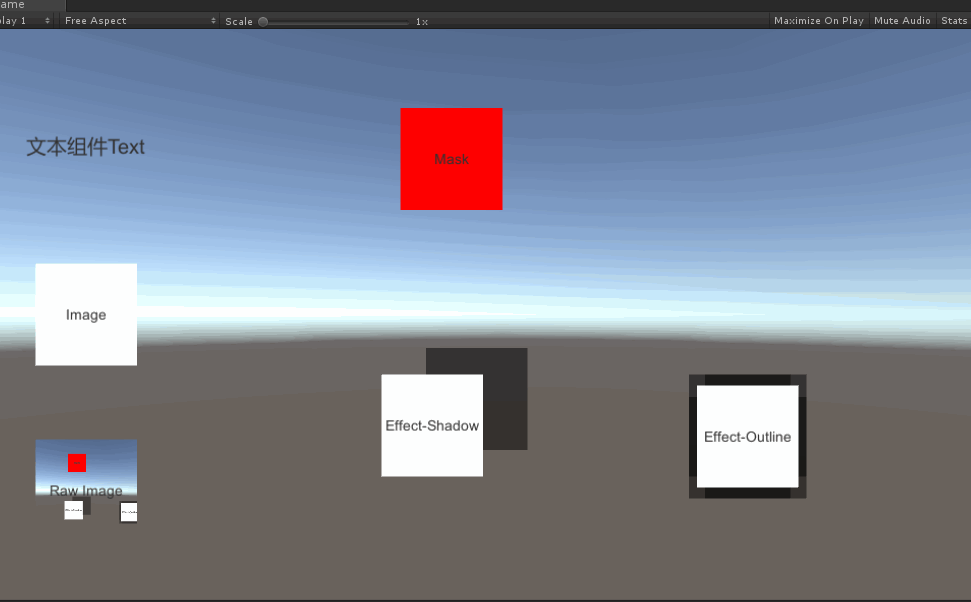 ame
lay 1 Free Aspect Scale 1x Maximize On Play Mute Audio Stats
文本组件Text
Mask
Image
Effect-Shadow
Effect-Outline
Raw Image